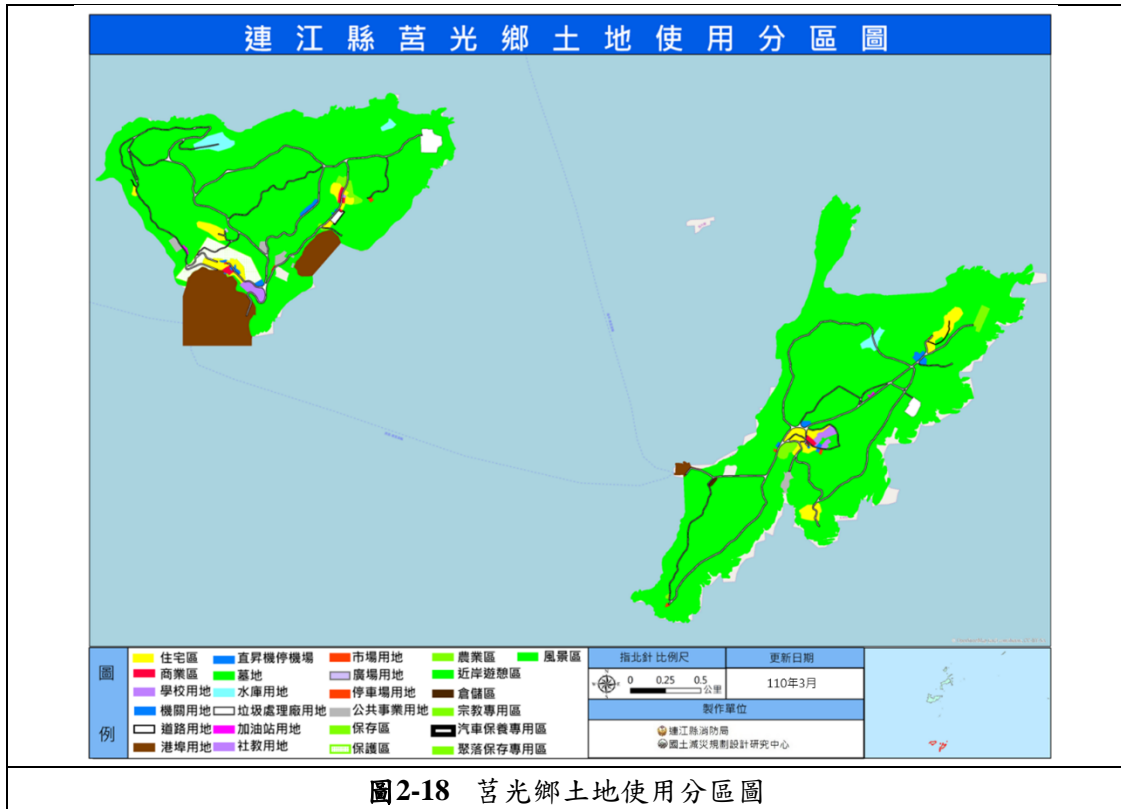 連江縣莒光鄉土地使用分區圖
圖例
住宅區
商業區
學校用地
機關用地
道路用地
港埠用地
直昇機停機場
墓地
水庫用地
垃圾處理廠用地
加油站用地
社教用地
市場用地
廣場用地
停車場用地
公共事業用地
保存區
保護區
農業區
近岸遊憩區
倉儲區
宗教專用區
汽車保養專用區
聚落保存專用區
風景區
指北針 比例尺
0 0.25 0.5
公里
更新日期
110年3月
製作單位
連江縣消防局
國土減災規劃設計研究中心
圖2-18 莒光鄉土地使用分區圖